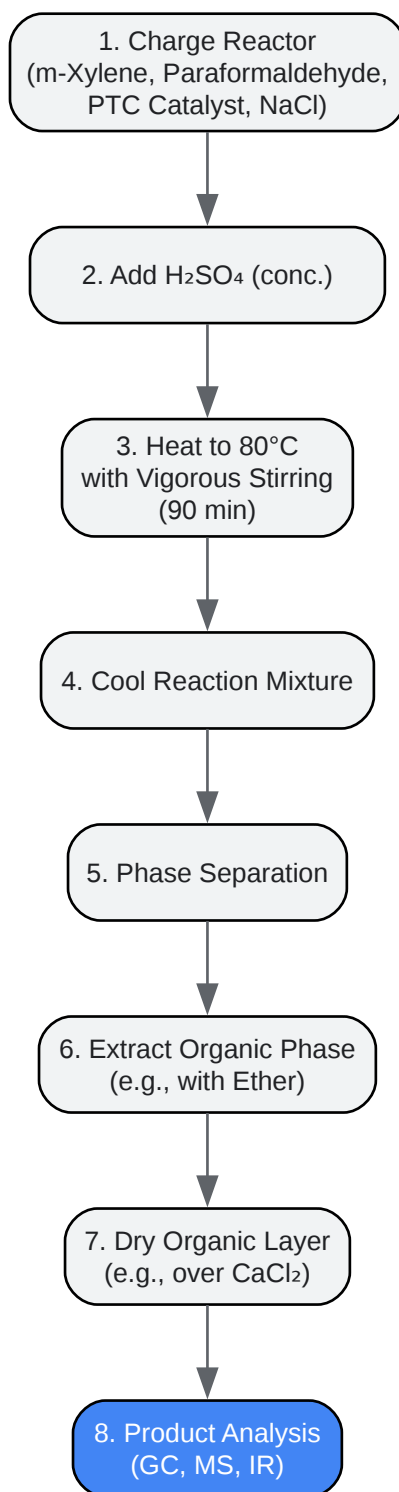 1. Charge Reactor
(m-Xylene, Paraformaldehyde,
PTC Catalyst, NaCl)
2. Add H₂SO₄ (conc.)
3. Heat to 80°C
with Vigorous Stirring
(90 min)
4. Cool Reaction Mixture
5. Phase Separation
6. Extract Organic Phase
(e.g., with Ether)
7. Dry Organic Layer
(e.g., over CaCl₂)
8. Product Analysis
(GC, MS, IR)